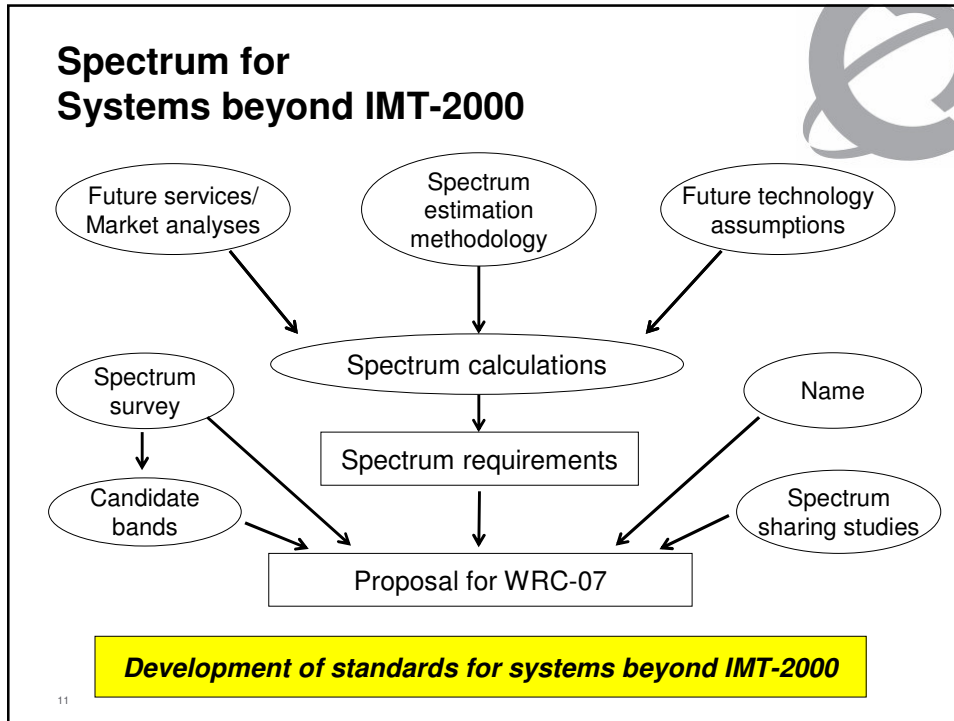 Spectrum for
Systems beyond IMT-2000
Future services/
Market analyses
Spectrum
estimation
methodology
Future technology
assumptions
Spectrum calculations
Spectrum
survey
Name
Spectrum requirements
Candidate
bands
Spectrum
sharing studies
Proposal for WRC-07
Development of standards for systems beyond IMT-2000
11